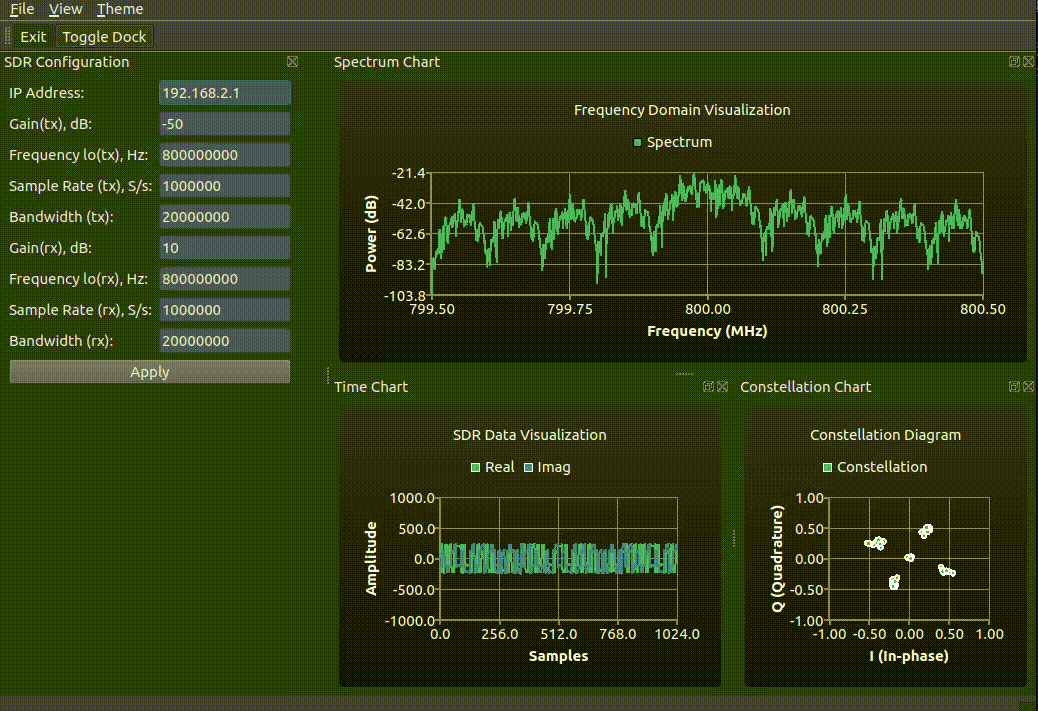 File View Theme
Exit Toggle Dock
SDR Configuration
IP Address: 192.168.2.1
Gain(tx), dB: -50
Frequency lo(tx), Hz: 800000000
Sample Rate (tx), S/s: 1000000
Bandwidth (tx): 20000000
Gain(rx), dB: 10
Frequency lo(rx), Hz: 800000000
Sample Rate (rx), S/s: 1000000
Bandwidth (rx): 20000000
Apply
Spectrum Chart
Frequency Domain Visualization
Spectrum
Power (dB)
-21.4
-42.0
-62.6
-83.2
-103.8
799.50 799.75 800.00 800.25 800.50
Frequency (MHz)
Time Chart
SDR Data Visualization
Real Imag
Amplitude
1000.0
500.0
0.0
-500.0
-1000.0
0.0 256.0 512.0 768.0 1024.0
Samples
Constellation Chart
Constellation Diagram
Constellation
Q (Quadrature)
1.00
0.50
0.00
-0.50
-1.00
-1.00 -0.50 0.00 0.50 1.00
I (In-phase)